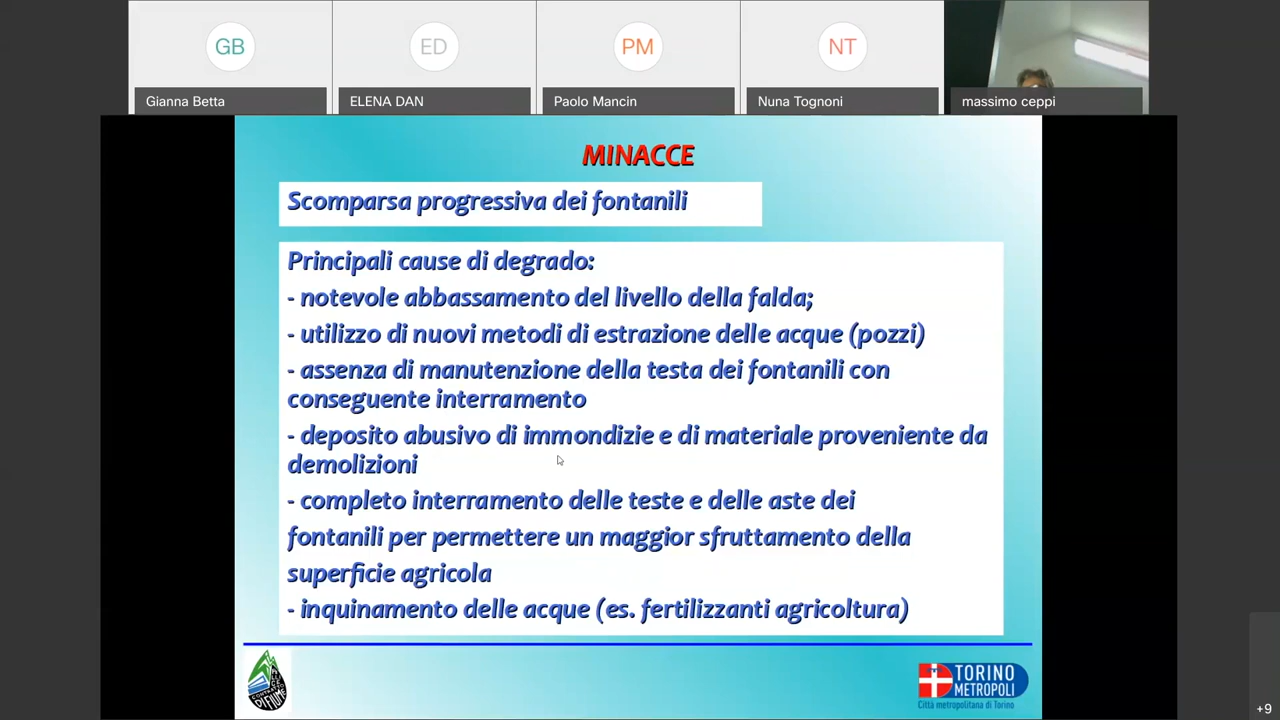 GB
ED
PM
NT
Gianna Betta
ELENA DAN
Paolo Mancin
Nuna Tognoni
massimo ceppi
MINACCE
Scomparsa progressiva dei fontanili
Principali cause di degrado:
- notevole abbassamento del livello della falda;
- utilizzo di nuovi metodi di estrazione delle acque (pozzi)
- assenza di manutenzione della testa dei fontanili con
conseguente interramento
- deposito abusivo di immondizie e di materiale proveniente da
demolizioni
- completo interramento delle teste e delle aste dei
fontanili per permettere un maggior sfruttamento della
superficie agricola
- inquinamento delle acque (es. fertilizzanti agricoltura)
CONTRATTO
DI FIUME
TORINO
METROPOLI
Città metropolitana di Torino
+9